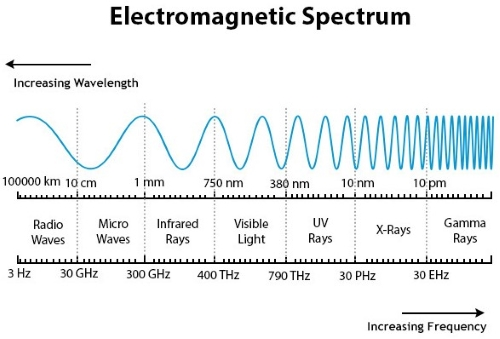 Electromagnetic Spectrum
Increasing Wavelength
100000 km 10 cm 1 mm 750 nm 380 nm 10 nm 10 pm
Radio Waves
Micro Waves
Infrared Rays
Visible Light
UV Rays
X-Rays
Gamma Rays
3 Hz 30 GHz 300 GHz 400 THz 790 THz 30 PHz 30 EHz
Increasing Frequency